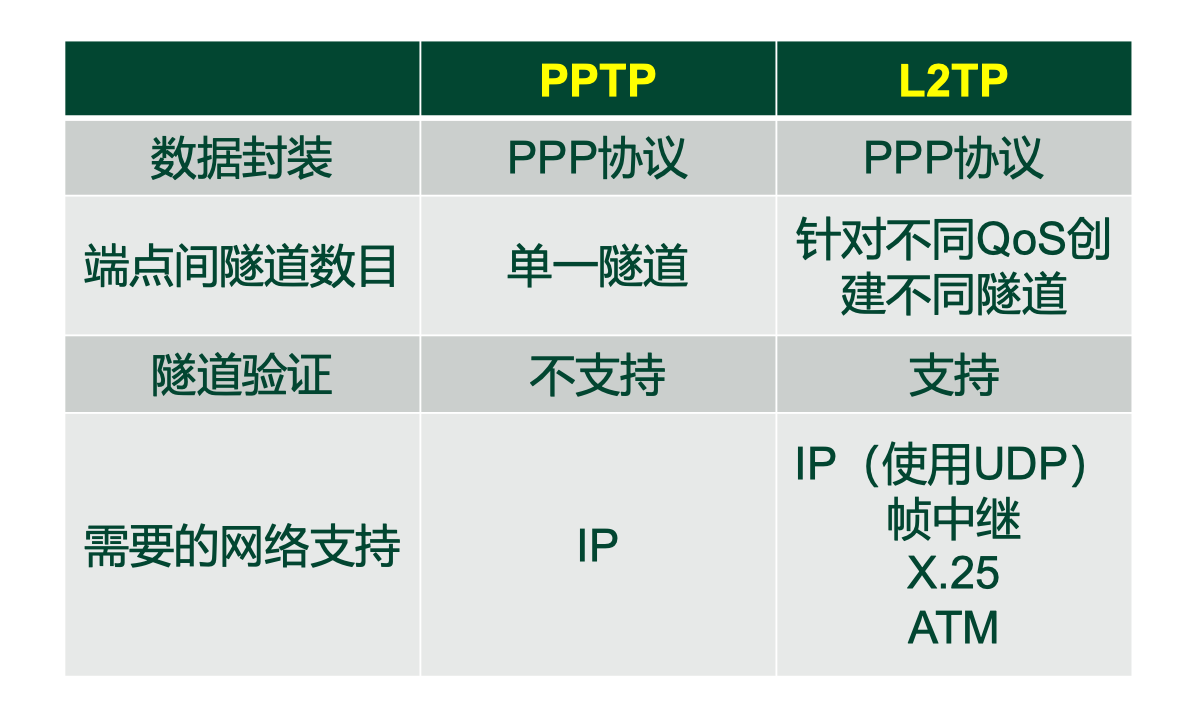 PPTP
L2TP
数据封装
PPP协议
PPP协议
端点间隧道数目
单一隧道
针对不同QoS创
建不同隧道
隧道验证
不支持
支持
需要的网络支持
IP
IP（使用UDP）
帧中继
X.25
ATM